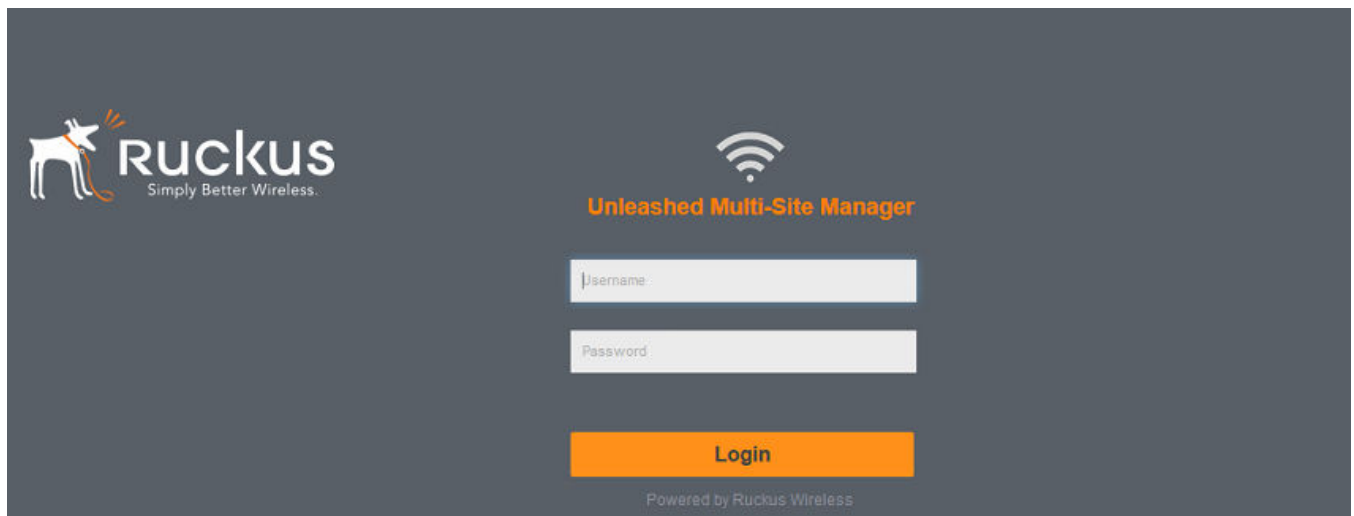 Ruckus
Simply Better Wireless.
Unleashed Multi-Site Manager
Username
Password
Login
Powered by Ruckus Wireless